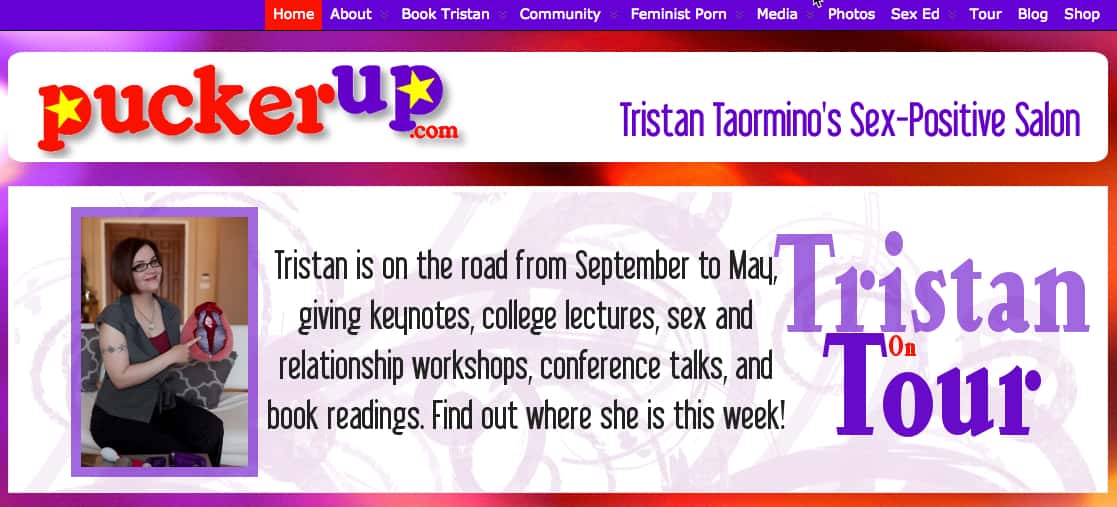 Home About Book Tristan Community Feminist Porn Media Photos Sex Ed Tour Blog Shop
puckerup
.com
Tristan Taormino's Sex-Positive Salon
Tristan is on the road from September to May,
giving keynotes, college lectures, sex and
relationship workshops, conference talks, and
book readings. Find out where she is this week!
Tristan
On
Tour